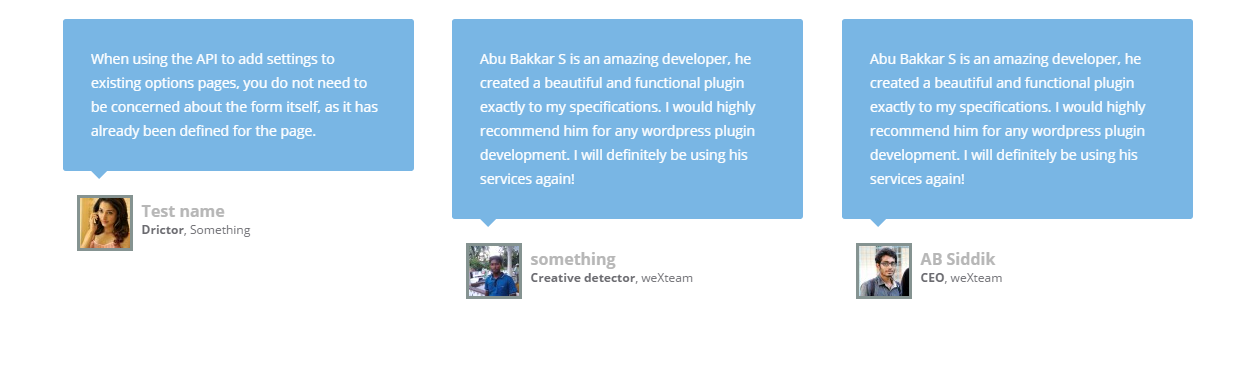 When using the API to add settings to
existing options pages, you do not need to
be concerned about the form itself, as it has
already been defined for the page.
Test name
Drictor, Something
Abu Bakkar S is an amazing developer, he
created a beautiful and functional plugin
exactly to my specifications. I would highly
recommend him for any wordpress plugin
development. I will definitely be using his
services again!
something
Creative detector, weXteam
Abu Bakkar S is an amazing developer, he
created a beautiful and functional plugin
exactly to my specifications. I would highly
recommend him for any wordpress plugin
development. I will definitely be using his
services again!
AB Siddik
CEO, weXteam